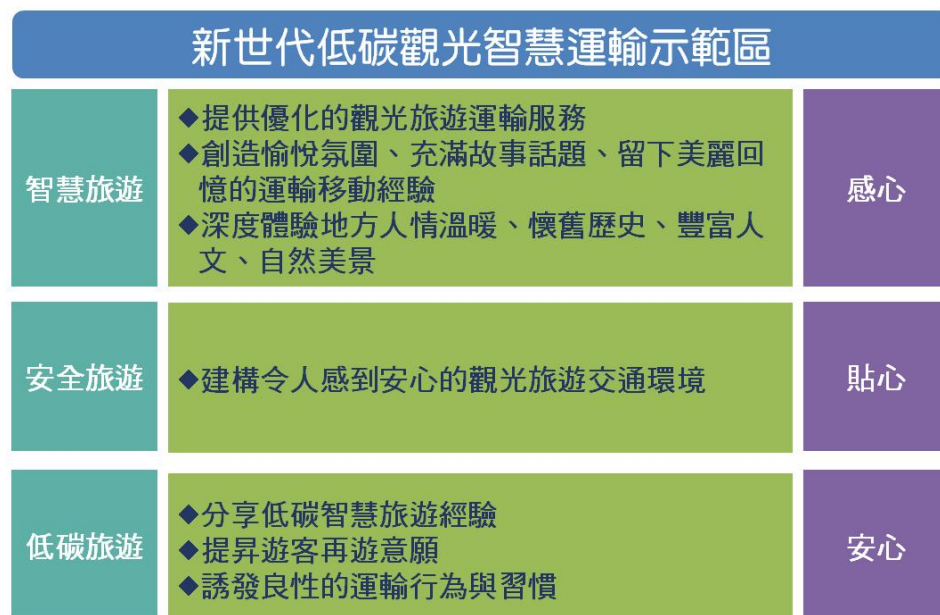 新世代低碳觀光智慧運輸示範區
智慧旅遊
◆提供優化的觀光旅遊運輸服務
◆創造愉悅氛圍、充滿故事話題、留下美麗回
憶的運輸移動經驗
◆深度體驗地方人情溫暖、懷舊歷史、豐富人
文、自然美景
感心
安全旅遊
◆建構令人感到安心的觀光旅遊交通環境
貼心
低碳旅遊
◆分享低碳智慧旅遊經驗
◆提昇遊客再遊意願
◆誘發良性的運輸行為與習慣
安心